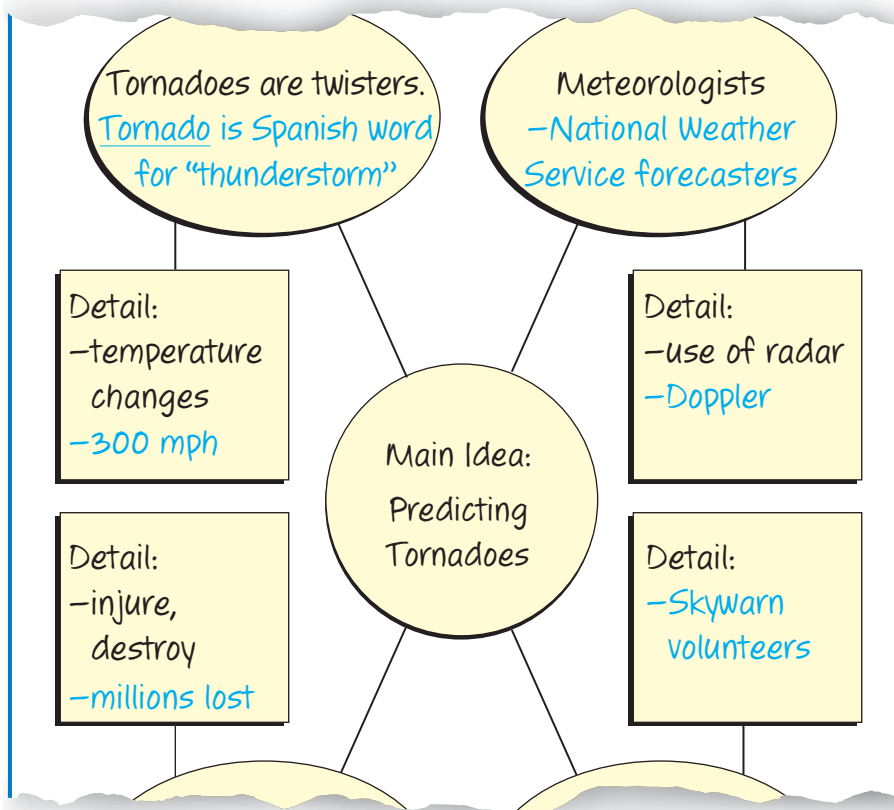 Tornadoes are twisters.
Tornado is Spanish word
for “thunderstorm”
Meteorologists
–National Weather
Service forecasters
Detail:
–temperature
changes
–300 mph
Detail:
–use of radar
–Doppler
Main Idea:
Predicting
Tornadoes
Detail:
–injure,
destroy
–millions lost
Detail:
–Skywarn
volunteers